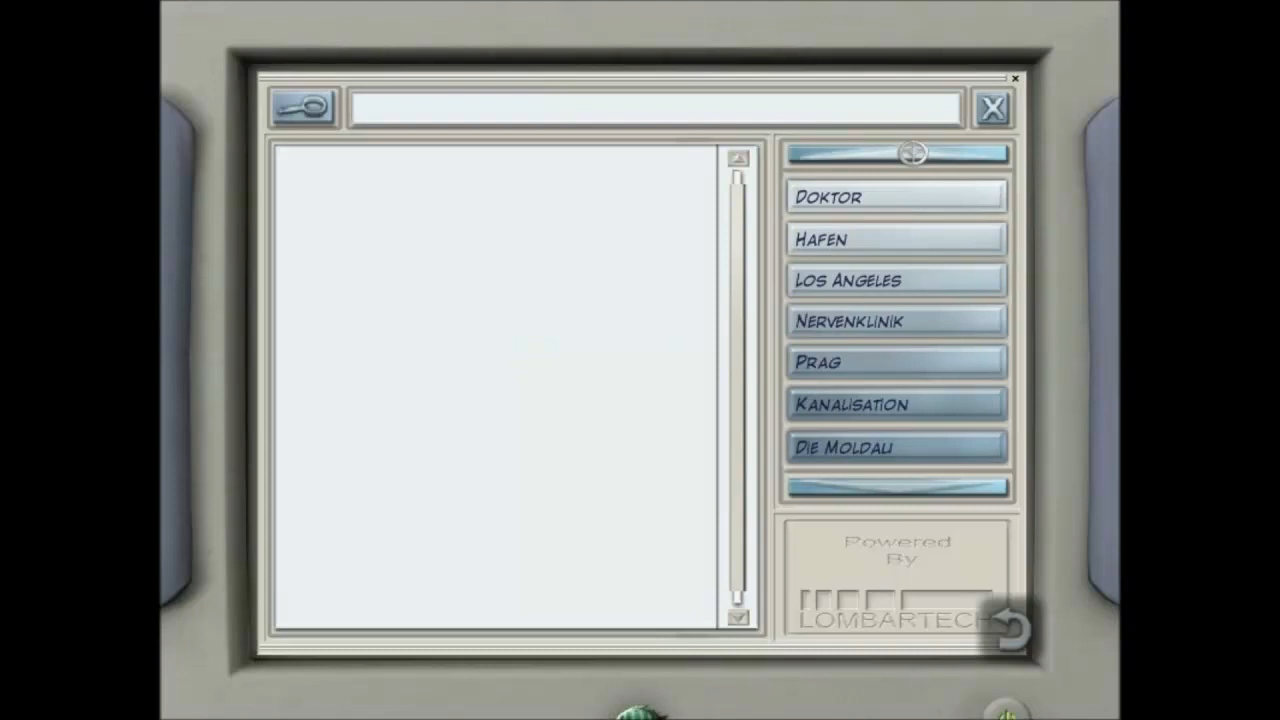 Doktor
Hafen
Los Angeles
Nervenklinik
Prag
Kanalisation
Die Moldau
Powered
By
LOMBARTECH